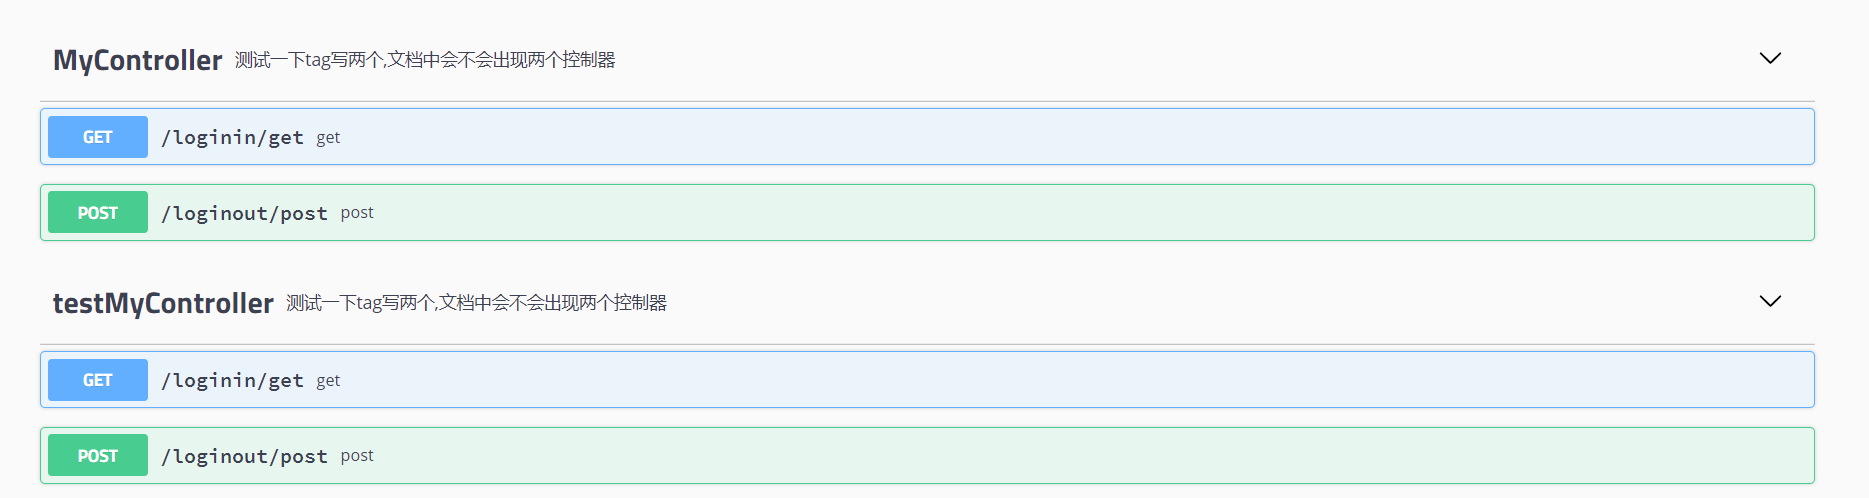 MyController 测试一下tag写两个,文档中会不会出现两个控制器
GET /loginin/get get
POST /loginout/post post
testMyController 测试一下tag写两个,文档中会不会出现两个控制器
GET /loginin/get get
POST /loginout/post post